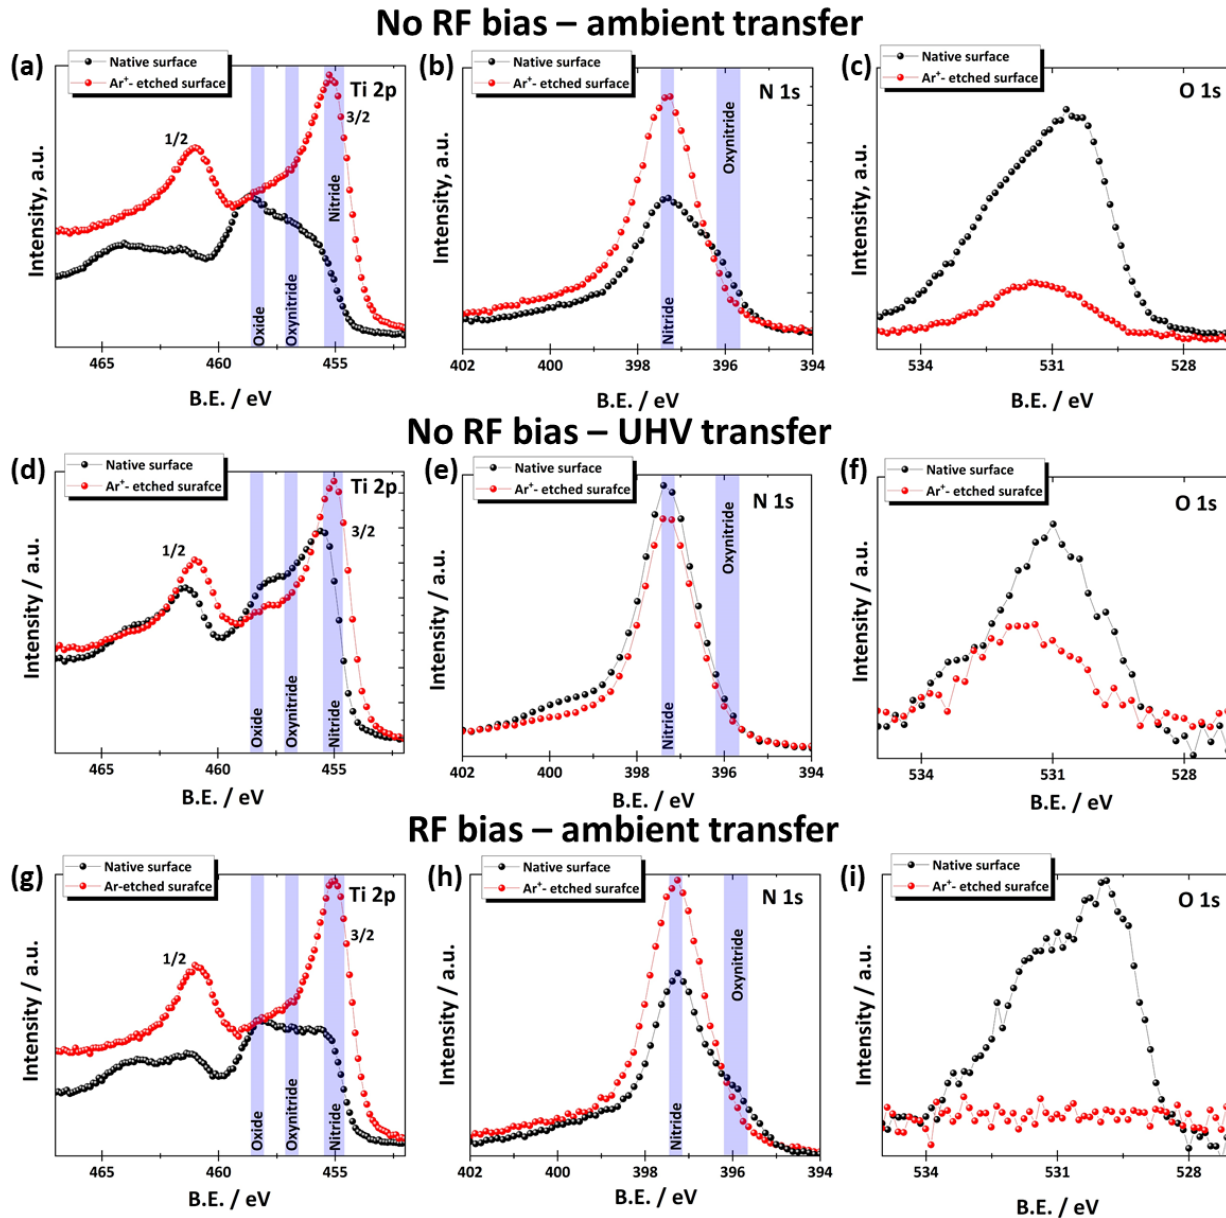 No RF bias – ambient transfer
(a)
Native surface
Ar⁺- etched surface
Ti 2p
1/2
3/2
Oxide
Oxynitride
Nitride
Intensity, a.u.
465 460 455
B.E. / eV
(b)
Native surface
Ar⁺- etched surface
N 1s
Nitride
Oxynitride
Intensity, a.u.
402 400 398 397 396 394
B.E. / eV
(c)
Native surface
Ar⁺- etched surface
O 1s
Intensity, a.u.
534 531 528
B.E. / eV
No RF bias – UHV transfer
(d)
Native surface
Ar⁺- etched surafce
Ti 2p
1/2
3/2
Oxide
Oxynitride
Nitride
Intensity / a.u.
465 460 455
B.E. / eV
(e)
Native surface
Ar⁺- etched surafce
N 1s
Nitride
Oxynitride
Intensity / a.u.
402 400 398 397 396 394
B.E. / eV
(f)
Native surface
Ar⁺- etched surafce
O 1s
Intensity / a.u.
534 531 528
B.E. / eV
RF bias – ambient transfer
(g)
Native surface
Ar-etched surafce
Ti 2p
1/2
3/2
Oxide
Oxynitride
Nitride
Intensity / a.u.
465 460 455
B.E. / eV
(h)
Native surface
Ar⁺- etched surafce
N 1s
Nitride
Oxynitride
Intensity / a.u.
402 400 398 397 396 394
B.E. / eV
(i)
Native surface
Ar⁺- etched surafce
O 1s
Intensity / a.u.
534 531 528
B.E. / eV